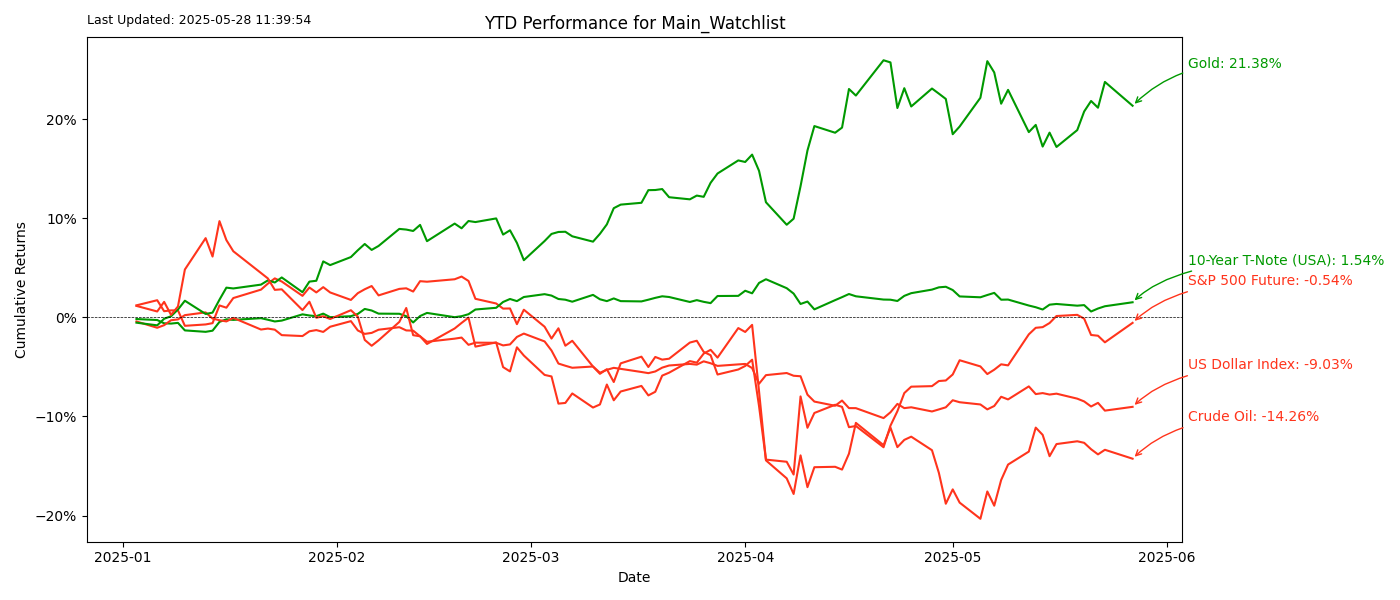 Last Updated: 2025-05-28 11:39:54
YTD Performance for Main_Watchlist
Cumulative Returns
20%
10%
0%
−10%
−20%
Gold: 21.38%
10-Year T-Note (USA): 1.54%
S&P 500 Future: -0.54%
US Dollar Index: -9.03%
Crude Oil: -14.26%
2025-01
2025-02
2025-03
2025-04
2025-05
2025-06
Date